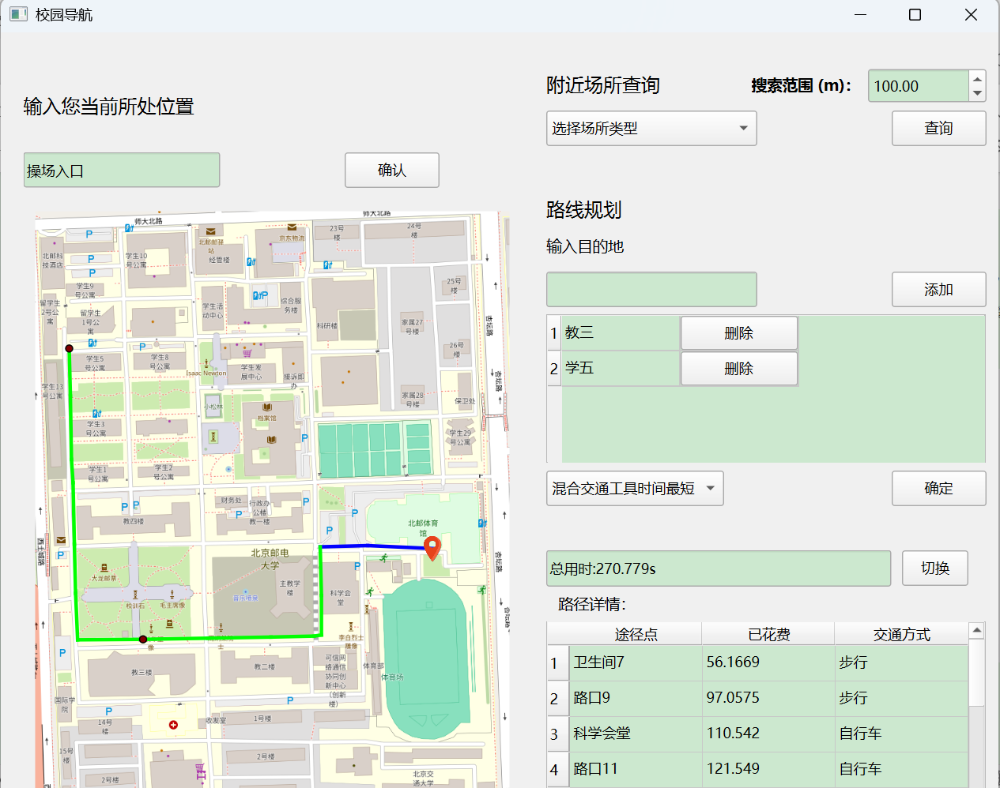 校园导航
输入您当前所处位置
操场入口
确认
附近场所查询
搜索范围 (m)：
100.00
选择场所类型
查询
路线规划
输入目的地
添加
1 教三 删除
2 学五 删除
混合交通工具时间最短
确定
总用时:270.779s
切换
路径详情：
途径点 已花费 交通方式
1 卫生间7 56.1669 步行
2 路口9 97.0575 步行
3 科学会堂 110.542 自行车
4 路口11 121.549 自行车
师大北路
师大北路
北邮科
技酒店
学生10
号公寓
北邮邮驿
站
经管楼
京东物流
23号
楼
24号
楼
学生9
号公寓
留学生
2号公
寓
留学生
1号公
寓
学生活
动中心
综合服
务楼
科研楼
25号
楼
家属27
号楼
26号
楼
杏坛路
学生5
号公寓
学生8
号公寓
Isaac Newton
学生发
展中心
接诉即
办
学生13
号公寓
小松林
档案馆
家属28
号楼
保卫处
杏坛路
学生3
号公寓
学生29
号公寓
学生1
号公寓
学生2
号公寓
财务处
行政办
公楼
教四楼
教一楼
北邮体育
馆
西土城路
北京邮电
大学
大龙邮票
校训石
毛主席像
主教学
楼
音乐喷泉
科学会
堂
杏坛路
李白烈士
雕像
教三楼
教二楼
可信网
络通信
协同创
新中心
（创新
楼）
体育部
体育场
国际学
院
14号
楼
收发室
1号楼
15号
楼
2号楼
2号楼
北京交
通大学